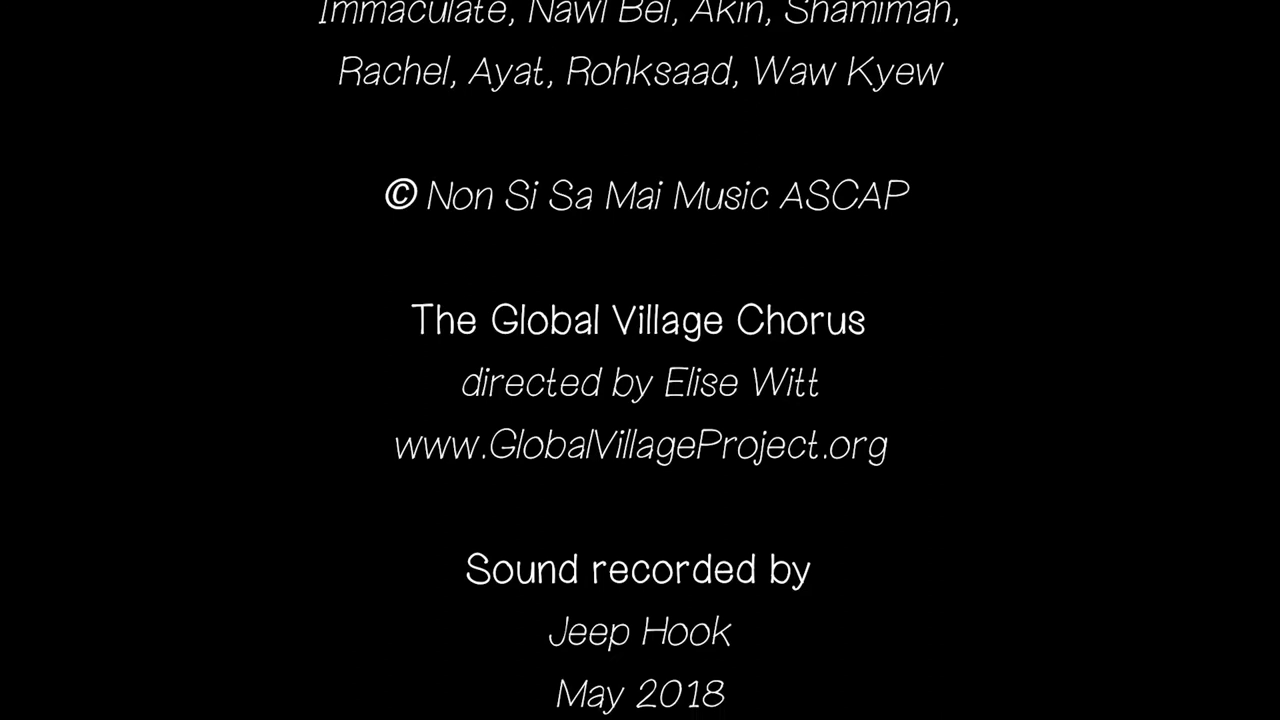 Immaculate, Nawl Bel, Akin, Shamimah,
Rachel, Ayat, Rohksaad, Waw Kyew
© Non Si Sa Mai Music ASCAP
The Global Village Chorus
directed by Elise Witt
www.GlobalVillageProject.org
Sound recorded by
Jeep Hook
May 2018